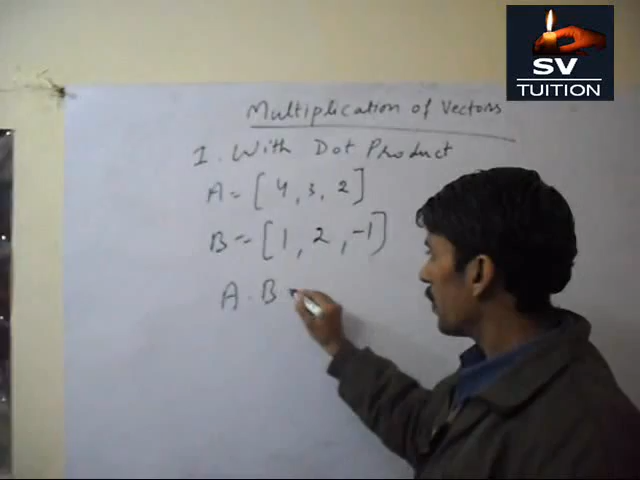 SV
TUITION
Multiplication of Vectors
1. With Dot Product
A = [4, 3, 2]
B = [1, 2, -1]
A . B =